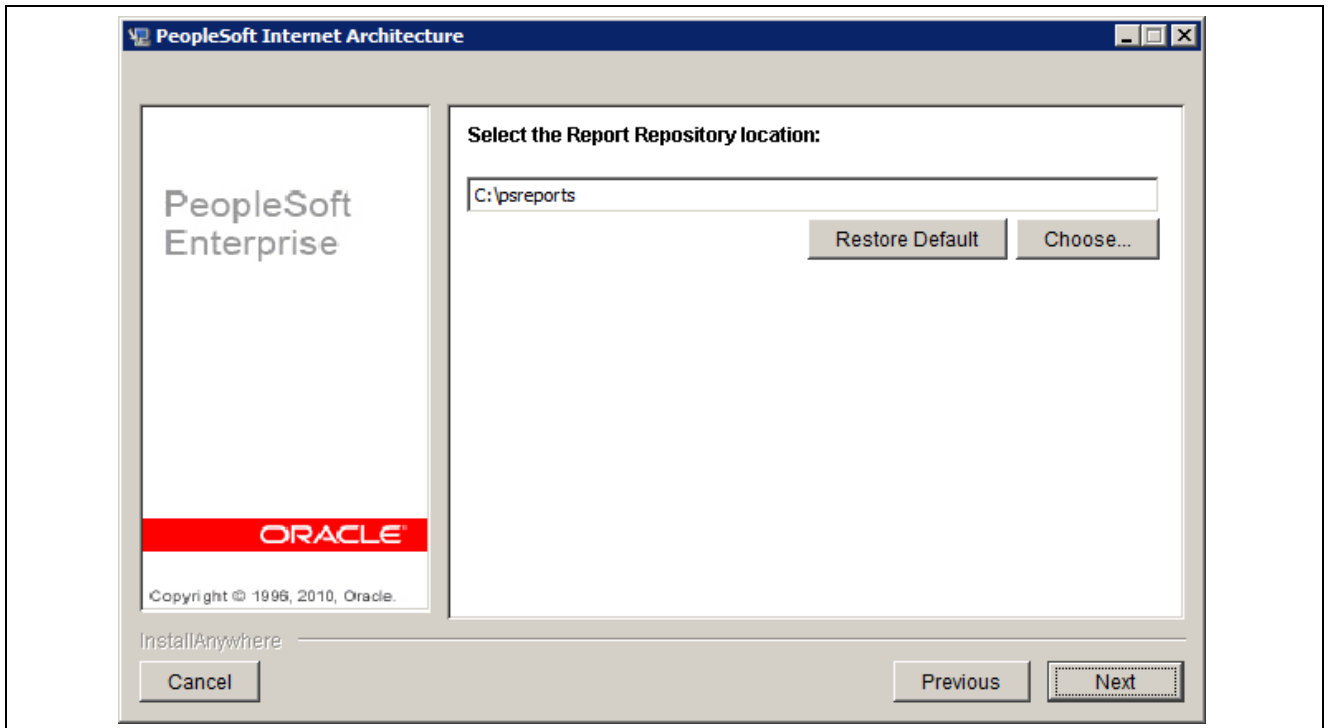 PeopleSoft Internet Architecture
Select the Report Repository location:
C:\psreports
Restore Default
Choose...
PeopleSoft
Enterprise
ORACLE
Copyright © 1996, 2010, Oracle.
InstallAnywhere
Cancel
Previous
Next